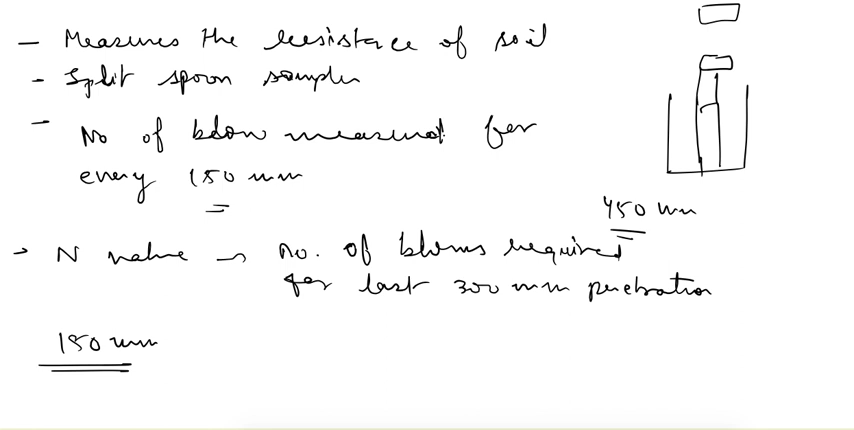 - Measures the resistance of soil
- Split spoon sampler
- No of blow measured for
every 150 mm
450 mm
→ N value → No. of blows required
for last 300 mm penetration
150 mm